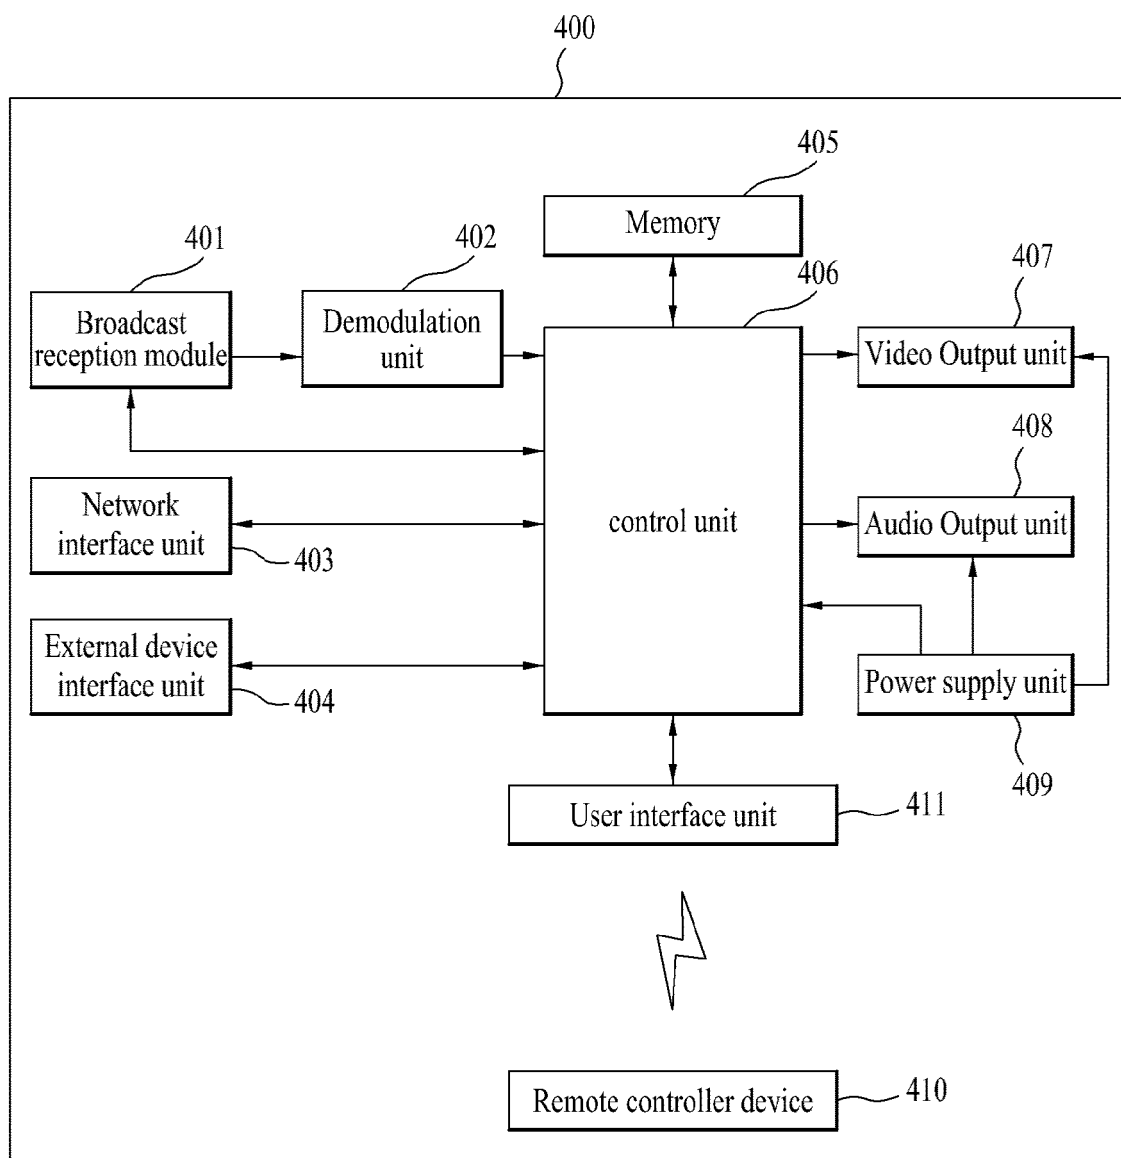 400
405
Memory
401
402
406
407
Broadcast
reception module
Demodulation
unit
Video Output unit
408
Network
interface unit
403
control unit
Audio Output unit
External device
interface unit
404
Power supply unit
409
User interface unit
411
Remote controller device
410